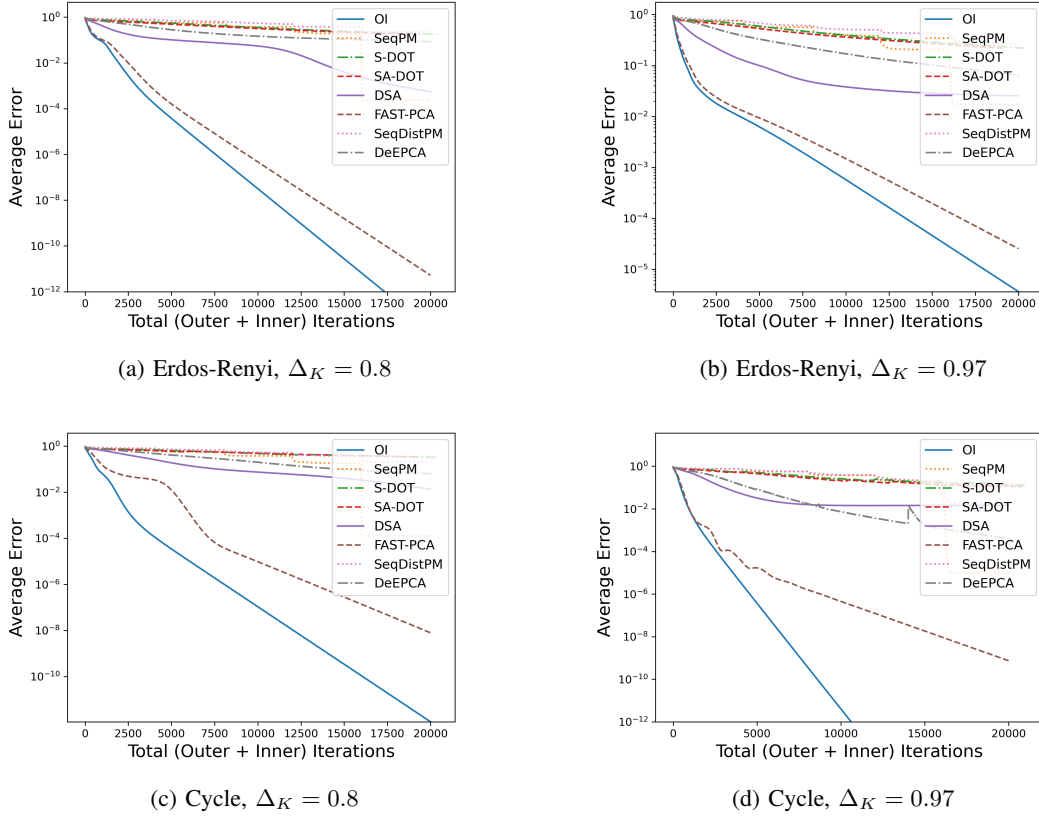 10⁰
10⁻²
10⁻⁴
10⁻⁶
10⁻⁸
10⁻¹⁰
10⁻¹²
Average Error
0 2500 5000 7500 10000 12500 15000 17500 20000
Total (Outer + Inner) Iterations
OI
SeqPM
S-DOT
SA-DOT
DSA
FAST-PCA
SeqDistPM
DeEPCA
(a) Erdos-Renyi, Δ_K = 0.8
10⁰
10⁻¹
10⁻²
10⁻³
10⁻⁴
10⁻⁵
Average Error
0 2500 5000 7500 10000 12500 15000 17500 20000
Total (Outer + Inner) Iterations
OI
SeqPM
S-DOT
SA-DOT
DSA
FAST-PCA
SeqDistPM
DeEPCA
(b) Erdos-Renyi, Δ_K = 0.97
10⁰
10⁻²
10⁻⁴
10⁻⁶
10⁻⁸
10⁻¹⁰
Average Error
0 2500 5000 7500 10000 12500 15000 17500 20000
Total (Outer + Inner) Iterations
OI
SeqPM
S-DOT
SA-DOT
DSA
FAST-PCA
SeqDistPM
DeEPCA
(c) Cycle, Δ_K = 0.8
10⁰
10⁻²
10⁻⁴
10⁻⁶
10⁻⁸
10⁻¹⁰
10⁻¹²
Average Error
0 5000 10000 15000 20000
Total (Outer + Inner) Iterations
OI
SeqPM
S-DOT
SA-DOT
DSA
FAST-PCA
SeqDistPM
DeEPCA
(d) Cycle, Δ_K = 0.97